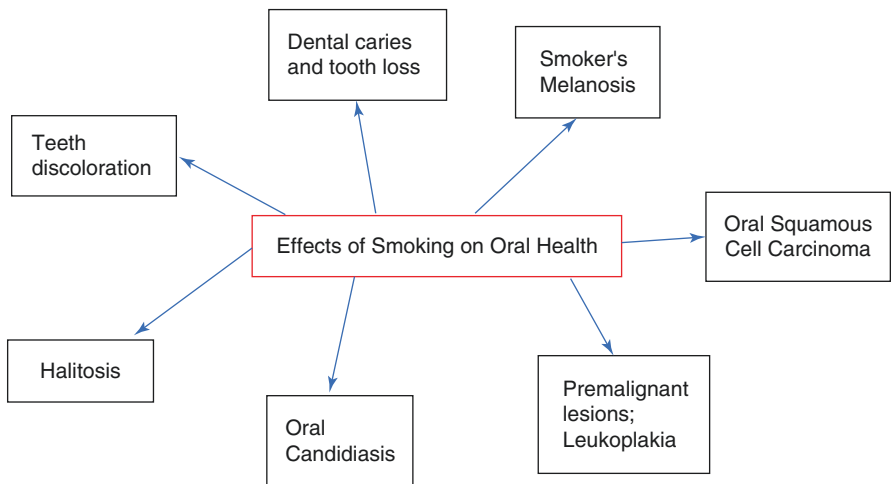 Dental caries
and tooth loss
Smoker's
Melanosis
Teeth
discoloration
Effects of Smoking on Oral Health
Oral Squamous
Cell Carcinoma
Halitosis
Oral
Candidiasis
Premalignant
lesions;
Leukoplakia